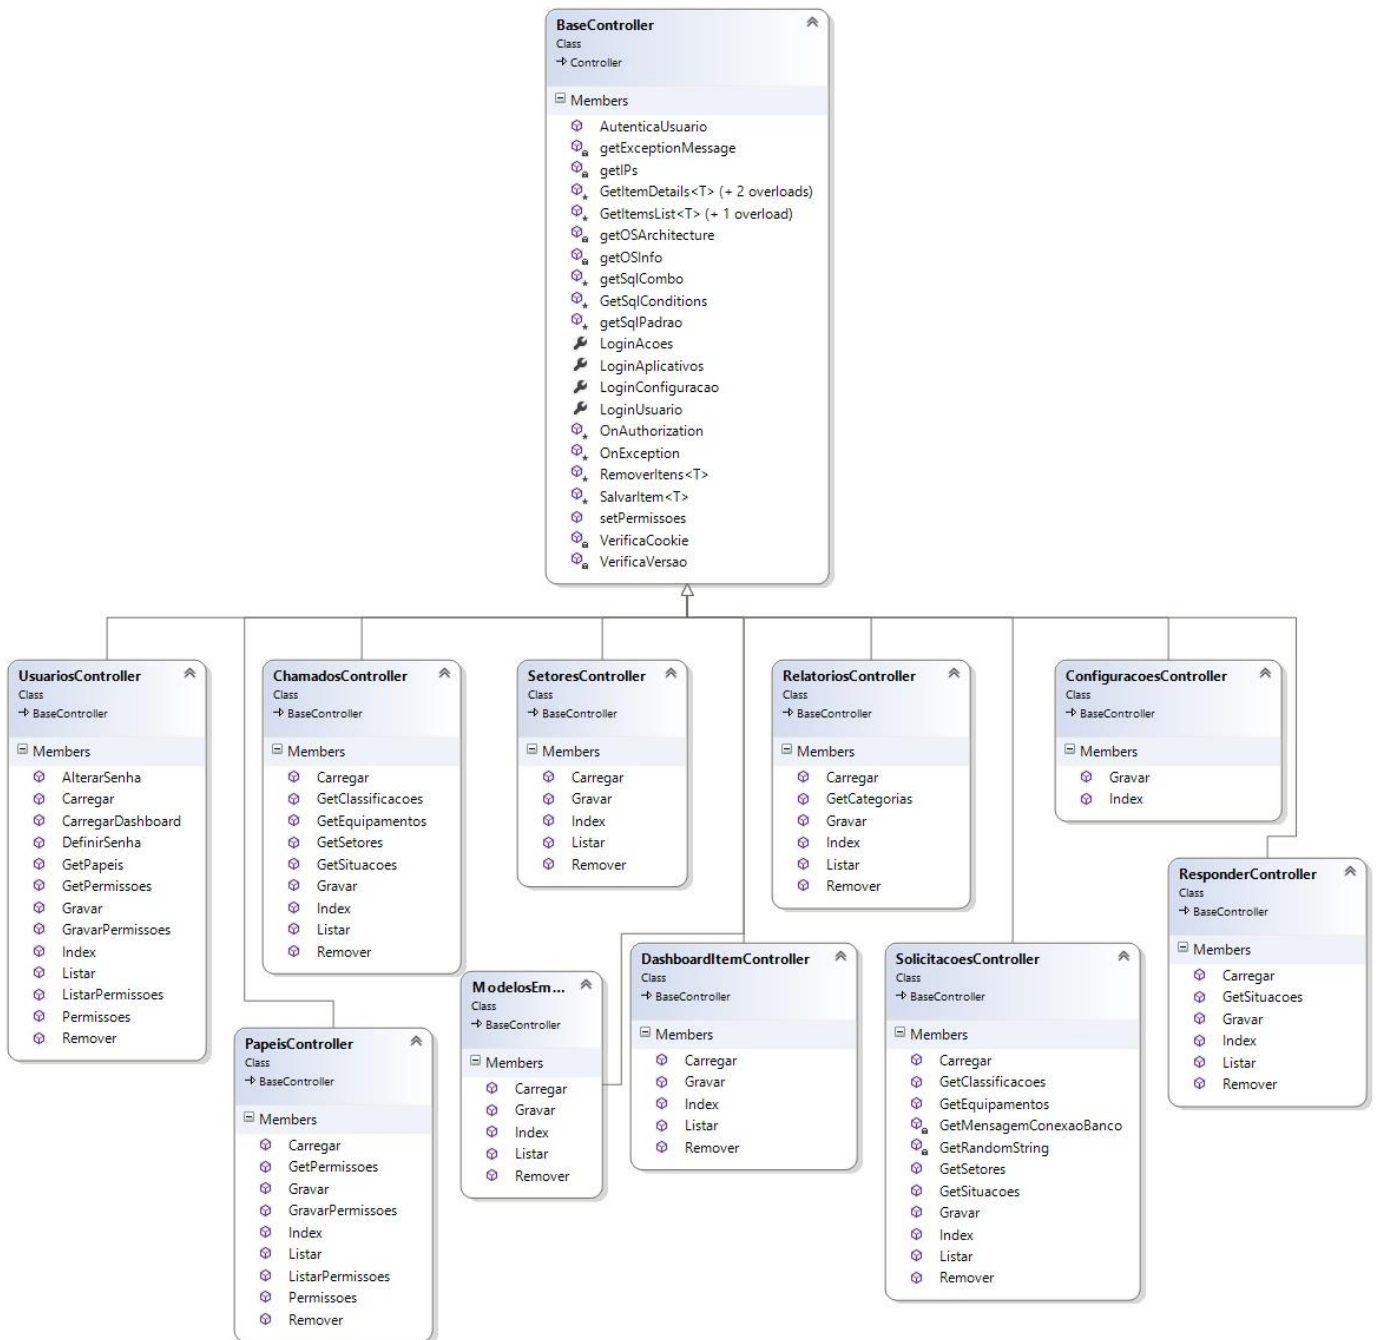 BaseController
Class
Controller
Members
AutenticaUsuario
getExceptionMessage
getIPs
GetItemDetails<T> (+ 2 overloads)
GetItemsList<T> (+ 1 overload)
getOSArchitecture
getOSInfo
getSqlCombo
GetSqlConditions
getSqlPadrao
LoginAcoes
LoginAplicativos
LoginConfiguracao
LoginUsuario
OnAuthorization
OnException
RemoverItens<T>
SalvarItem<T>
setPermissoes
VerificaCookie
VerificaVersao
UsuariosController
Class
BaseController
Members
AlterarSenha
Carregar
CarregarDashboard
DefinirSenha
GetPapeis
GetPermissoes
Gravar
GravarPermissoes
Index
Listar
ListarPermissoes
Permissoes
Remover
ChamadosController
Class
BaseController
Members
Carregar
GetClassificacoes
GetEquipamentos
GetSetores
GetSituacoes
Gravar
Index
Listar
Remover
SetoresController
Class
BaseController
Members
Carregar
Gravar
Index
Listar
Remover
RelatoriosController
Class
BaseController
Members
Carregar
GetCategorias
Gravar
Index
Listar
Remover
ConfiguracoesController
Class
BaseController
Members
Gravar
Index
ResponderController
Class
BaseController
Members
Carregar
GetSituacoes
Gravar
Index
Listar
Remover
PapeisController
Class
BaseController
Members
Carregar
GetPermissoes
Gravar
GravarPermissoes
Index
Listar
ListarPermissoes
Permissoes
Remover
ModelosEm...
Class
BaseController
Members
Carregar
Gravar
Index
Listar
Remover
DashboardItemController
Class
BaseController
Members
Carregar
Gravar
Index
Listar
Remover
SolicitacoesController
Class
BaseController
Members
Carregar
GetClassificacoes
GetEquipamentos
GetMensagemConexaoBanco
GetRandomString
GetSetores
GetSituacoes
Gravar
Index
Listar
Remover